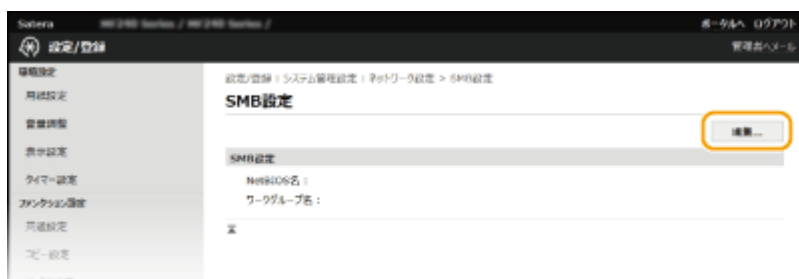 Satera
ポータルへ ログアウト
設定/登録
管理者へメール
環境設定
用紙設定
音量調整
表示設定
タイマー設定
ファンクション設定
共通設定
コピー設定
設定/登録 : システム管理設定 : ネットワーク設定 > SMB設定
SMB設定
編集...
SMB設定
NetBIOS名 :
ワークグループ名 :